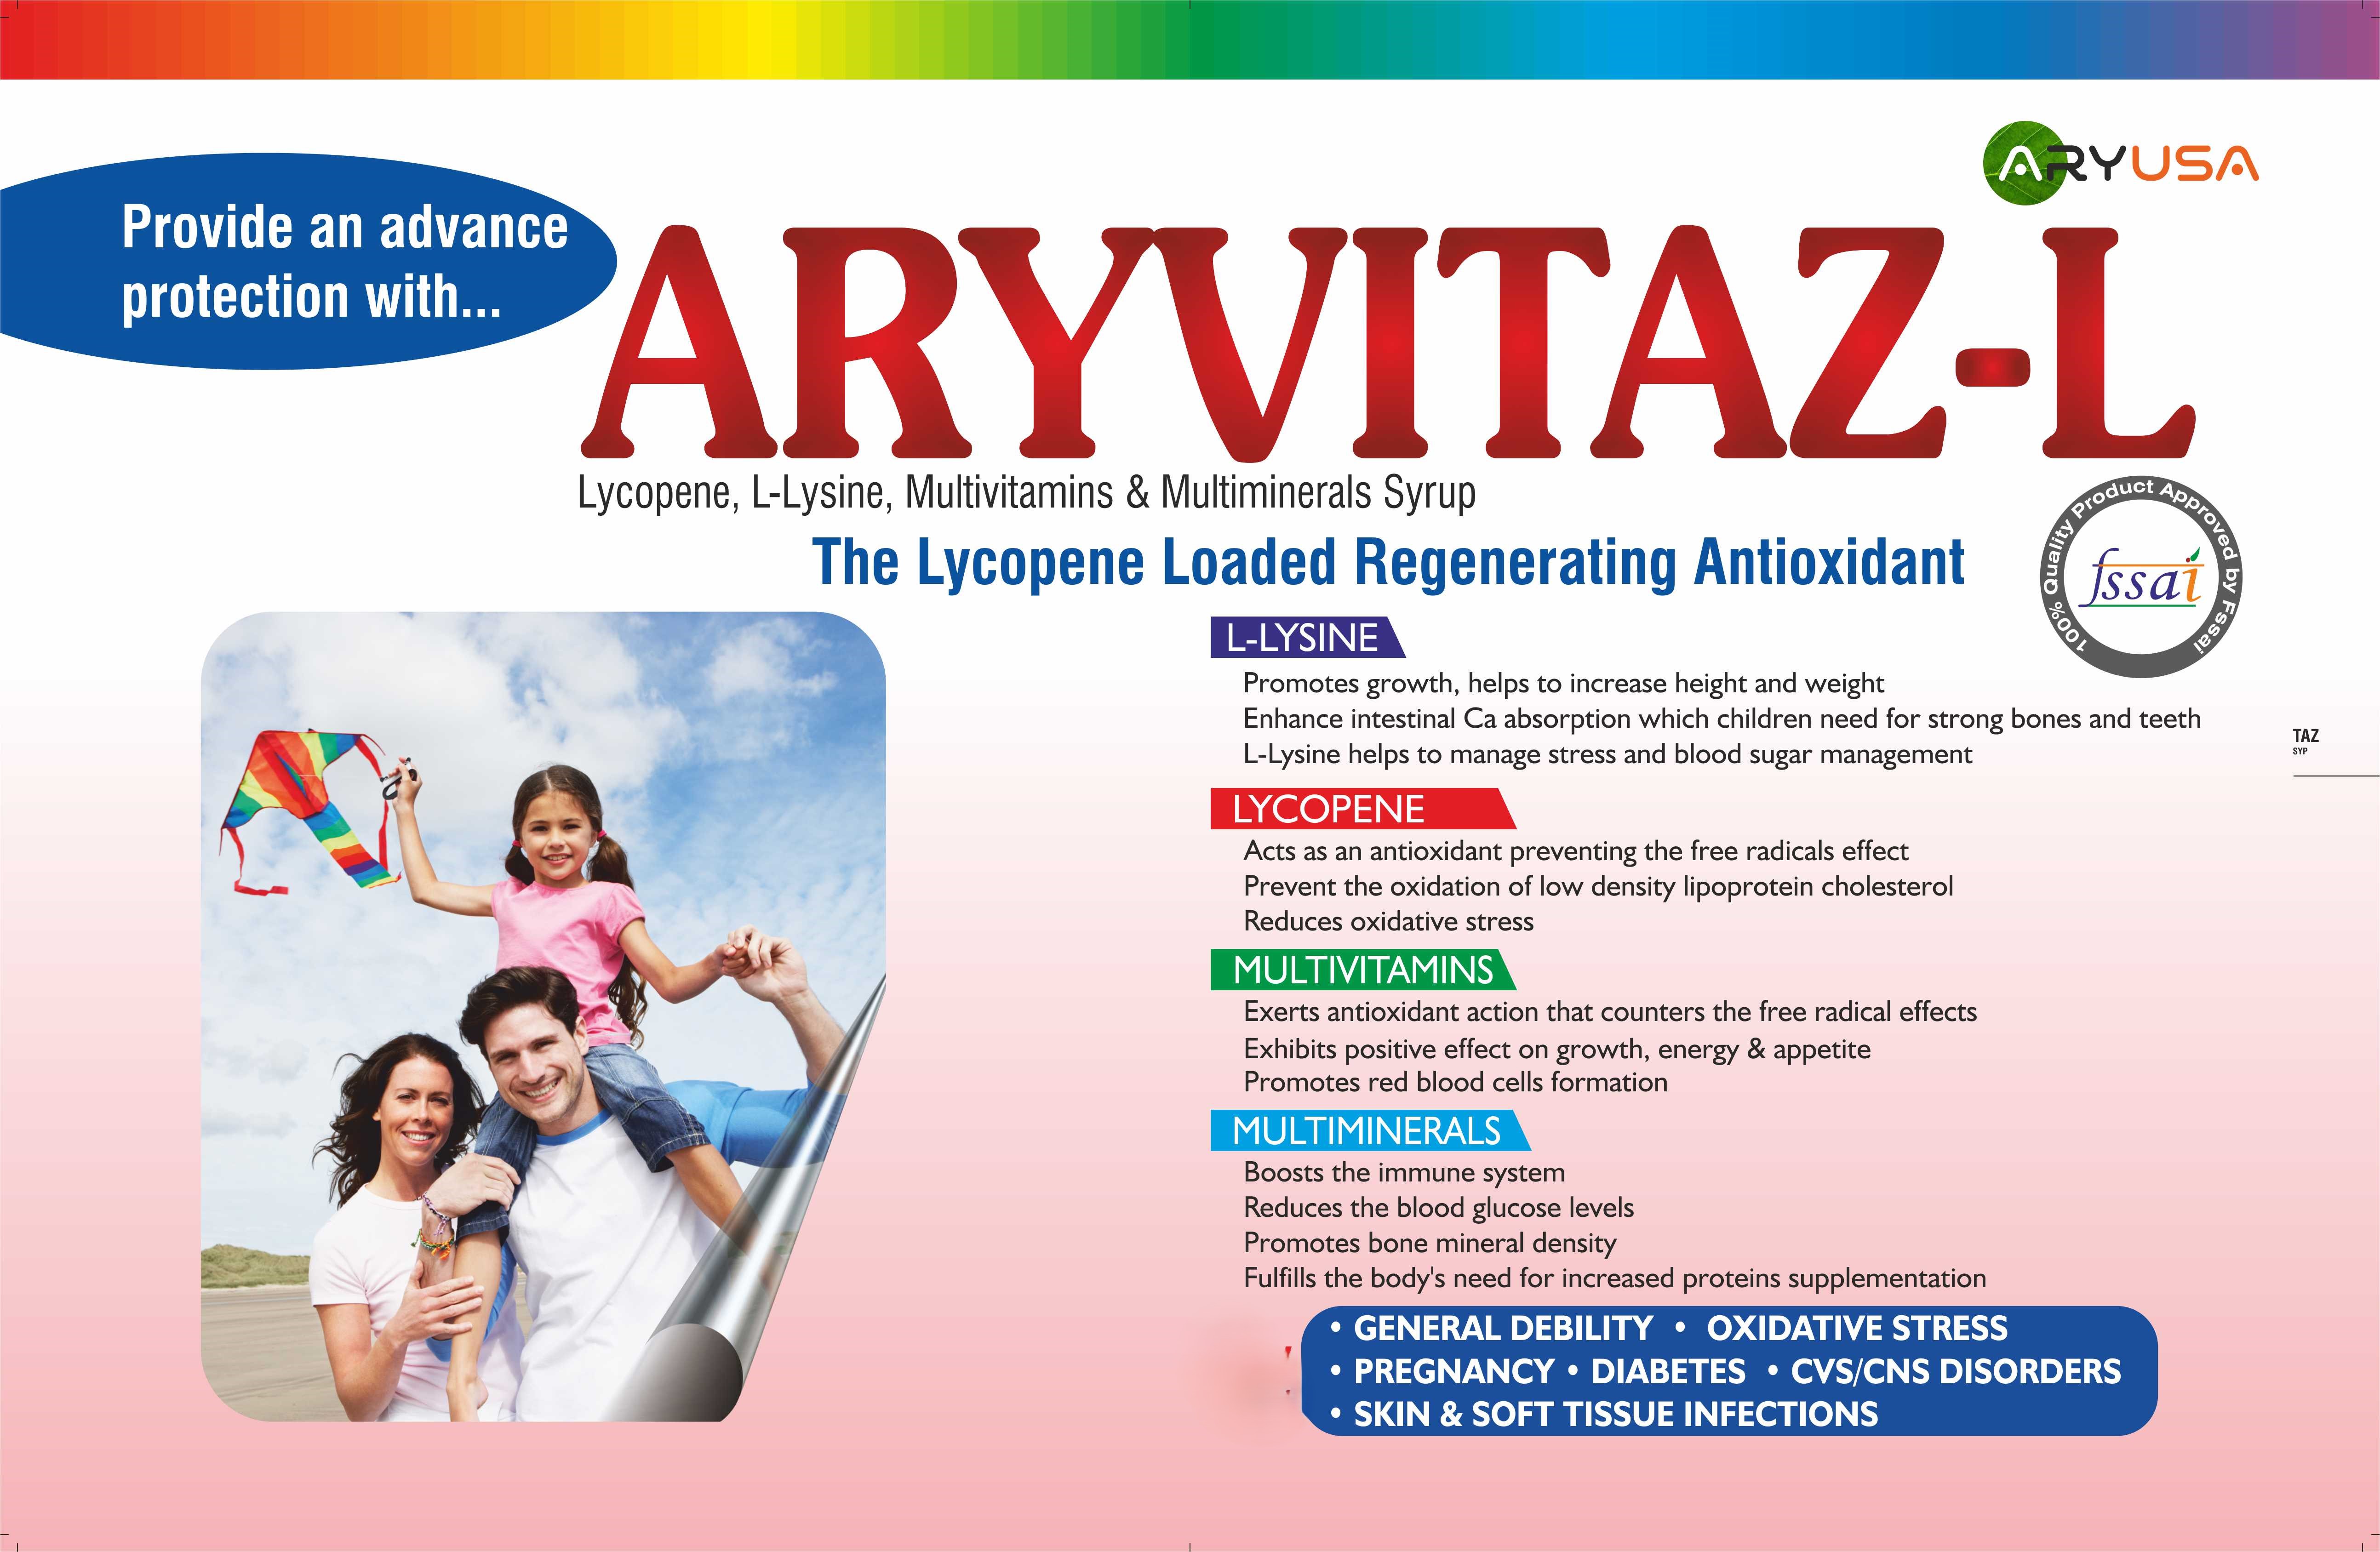 ARYUSA
Provide an advance
protection with...
ARYVITAZ-L
Lycopene, L-Lysine, Multivitamins & Multiminerals Syrup
The Lycopene Loaded Regenerating Antioxidant
100% Quality Product Approved by Fssai
fssai
L-LYSINE
Promotes growth, helps to increase height and weight
Enhance intestinal Ca absorption which children need for strong bones and teeth
L-Lysine helps to manage stress and blood sugar management
TAZ
SYP
LYCOPENE
Acts as an antioxidant preventing the free radicals effect
Prevent the oxidation of low density lipoprotein cholesterol
Reduces oxidative stress
MULTIVITAMINS
Exerts antioxidant action that counters the free radical effects
Exhibits positive effect on growth, energy & appetite
Promotes red blood cells formation
MULTIMINERALS
Boosts the immune system
Reduces the blood glucose levels
Promotes bone mineral density
Fulfills the body's need for increased proteins supplementation
• GENERAL DEBILITY • OXIDATIVE STRESS
• PREGNANCY • DIABETES • CVS/CNS DISORDERS
• SKIN & SOFT TISSUE INFECTIONS